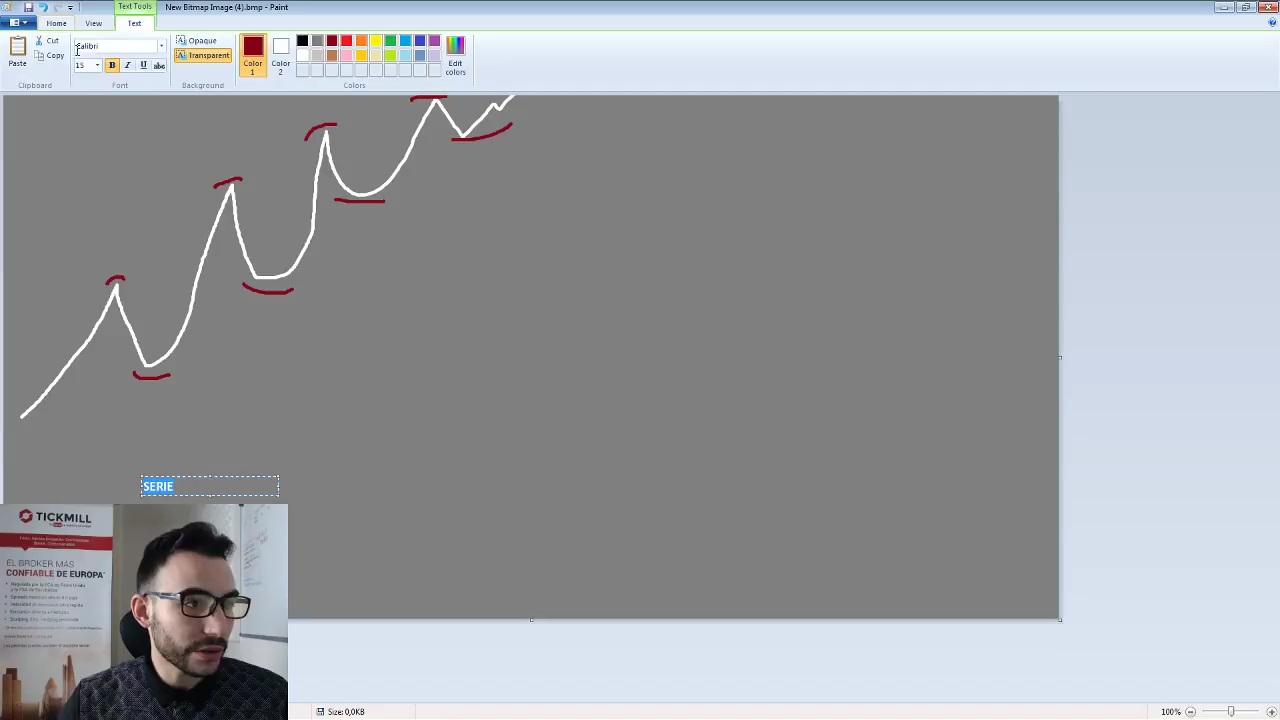 Text Tools
New Bitmap Image (4).bmp - Paint
Home
View
Text
Cut
Copy
Paste
Clipboard
Calibri
15
B
I
U
abc
Font
Opaque
Transparent
Background
Color 1
Color 2
Edit colors
Colors
SERIE
TICKMILL
EL BROKER MÁS
CONFIABLE DE EUROPA
Size: 0,0KB
100%